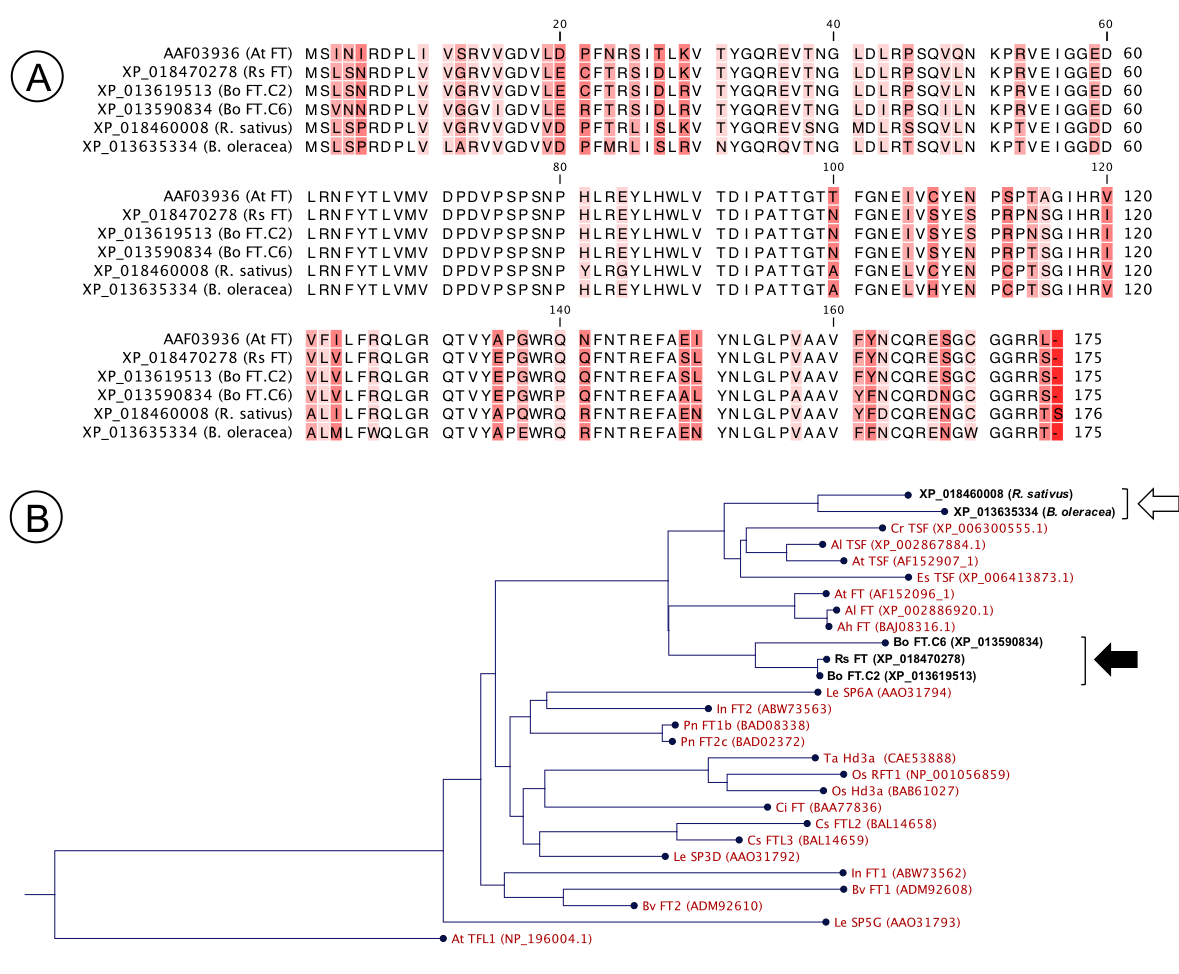 A
20 40 60
AAF03936 (At FT) MSINIRDPLI VSRVVGDVLD PFNRSITLKV TYGQREVTNG LDLRPSQVQN KPRVEIGGED 60
XP_018470278 (Rs FT) MSLSNRDPLV VGRVVGDVLE CFTRSIDLKV TYGQREVTNG LDLRPSQVLN KPRVEIGGED 60
XP_013619513 (Bo FT.C2) MSLSNRDPLV VGRVVGDVLE CFTRSIDLRV TYGQREVTNG LDLRPSQVLN KPRVEIGGED 60
XP_013590834 (Bo FT.C6) MSVNNRDPLV VGGVIGDVLE RFTRSIDLRV TYGQREVTNG LDIRPSQILN KPRVEIGGED 60
XP_018460008 (R. sativus) MSLSPRDPLV VGRVVGDVVD PFTRLISLKV TYGQREVSNG MDLRSSQVLN KPTVEIGGDD 60
XP_013635334 (B. oleracea) MSLSPRDPLV LARVVGDVVD PFMRLISLRV NYGQRQVTNG LDLRTSQVLN KPTVEIGGDD 60
80 100 120
AAF03936 (At FT) LRNFYTLVMV DPDVPSPSNP HLREYLHWLV TDIPATTGTT FGNEIVCYEN PSPTAGIHRV 120
XP_018470278 (Rs FT) LRNFYTLVMV DPDVPSPSNP HLREYLHWLV TDIPATTGTN FGNEIVSYEN PRPNSGIHRI 120
XP_013619513 (Bo FT.C2) LRNFYTLVMV DPDVPSPSNP HLREYLHWLV TDIPATTGTN FGNEIVSYES PRPNSGIHRI 120
XP_013590834 (Bo FT.C6) LRNFYTLVMV DPDVPSPSNP HLREYLHWLV TDIPATTGTN FGNEIVSYEN PRPTSGIHRI 120
XP_018460008 (R. sativus) LRNFYTLVMV DPDVPSPSNP YLRGYLHWLV TDIPATTGTA FGNELVCYEN PCPTSGIHRV 120
XP_013635334 (B. oleracea) LRNFYTLVMV DPDVPSPSNP HLREYLHWLV TDIPATTGTA FGNELVHYEN PCPTSGIHRV 120
140 160
AAF03936 (At FT) VFILFRQLGR QTVYAPGWRQ NFNTREFAEI YNLGLPVAAV FYNCQRESGC GGRRL- 175
XP_018470278 (Rs FT) VLVLFRQLGR QTVYEPGWRQ QFNTREFASL YNLGLPVAAV FYNCQRESGC GGRRS- 175
XP_013619513 (Bo FT.C2) VLVLFRQLGR QTVYEPGWRQ QFNTREFASL YNLGLPVAAV FYNCQRESGC GGRRS- 175
XP_013590834 (Bo FT.C6) VLVLFRQLGR QTVYEPGWRP QFNTREFAAL YNLGLPVAAV YFNCQRDNGC GGRRS- 175
XP_018460008 (R. sativus) ALILFRQLGR QTVYAPQWRQ RFNTREFAEN YNLGLPVAAV YFDCQRENGC GGRRTS 176
XP_013635334 (B. oleracea) ALMLFWQLGR QTVYAPEWRQ RFNTREFAEN YNLGLPVAAV FFNCQRENGW GGRRT- 175
B
XP_018460008 (R. sativus)
XP_013635334 (B. oleracea)
Cr TSF (XP_006300555.1)
Al TSF (XP_002867884.1)
At TSF (AF152907_1)
Es TSF (XP_006413873.1)
At FT (AF152096_1)
Al FT (XP_002886920.1)
Ah FT (BAJ08316.1)
Bo FT.C6 (XP_013590834)
Rs FT (XP_018470278)
Bo FT.C2 (XP_013619513)
Le SP6A (AAO31794)
In FT2 (ABW73563)
Pn FT1b (BAD08338)
Pn FT2c (BAD02372)
Ta Hd3a (CAE53888)
Os RFT1 (NP_001056859)
Os Hd3a (BAB61027)
Ci FT (BAA77836)
Cs FTL2 (BAL14658)
Cs FTL3 (BAL14659)
Le SP3D (AAO31792)
In FT1 (ABW73562)
Bv FT1 (ADM92608)
Bv FT2 (ADM92610)
Le SP5G (AAO31793)
At TFL1 (NP_196004.1)